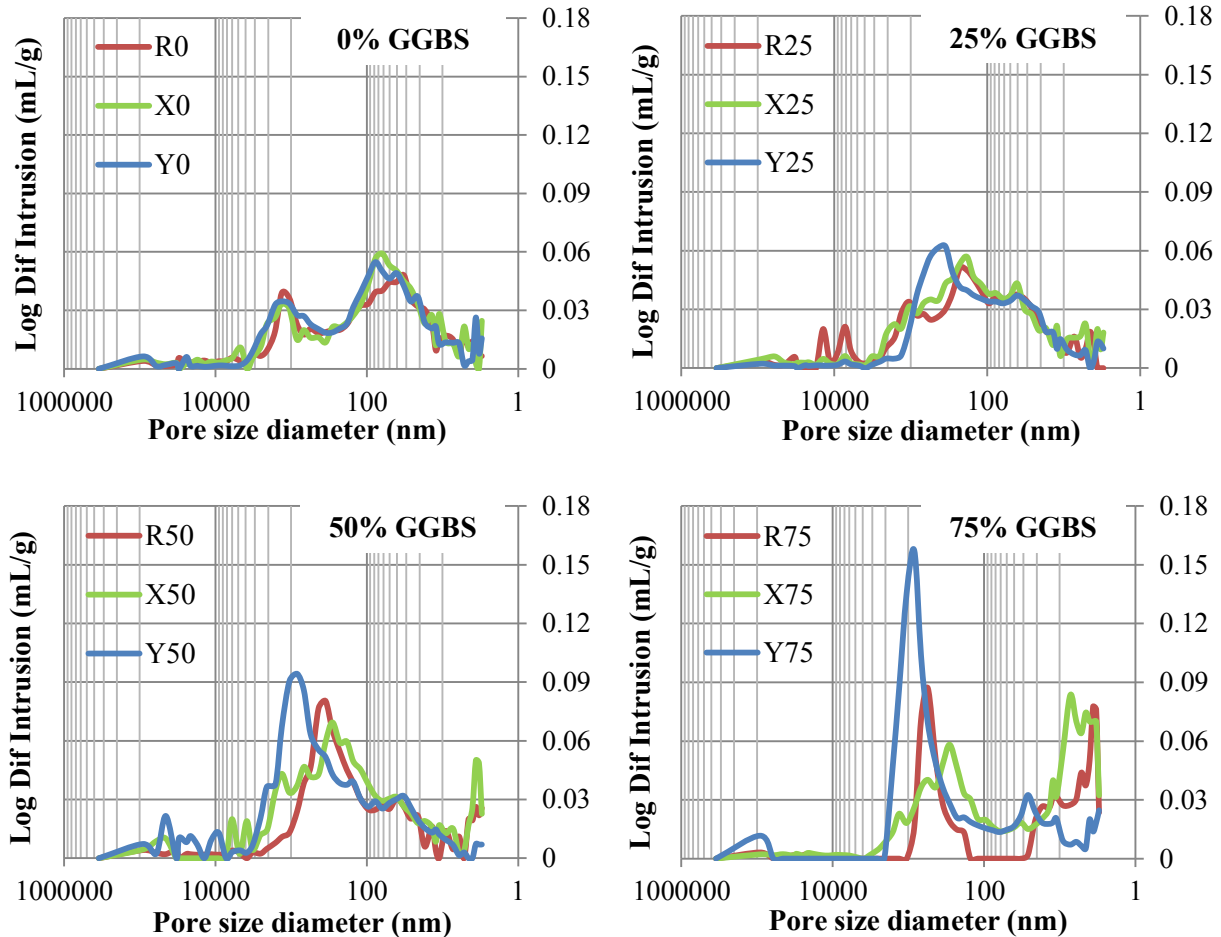 0% GGBS
R0
X0
Y0
Log Dif Intrusion (mL/g)
0.18
0.15
0.12
0.09
0.06
0.03
0
1000000
10000
100
1
Pore size diameter (nm)
25% GGBS
R25
X25
Y25
Log Dif Intrusion (mL/g)
0.18
0.15
0.12
0.09
0.06
0.03
0
1000000
10000
100
1
Pore size diameter (nm)
50% GGBS
R50
X50
Y50
Log Dif Intrusion (mL/g)
0.18
0.15
0.12
0.09
0.06
0.03
0
1000000
10000
100
1
Pore size diameter (nm)
75% GGBS
R75
X75
Y75
Log Dif Intrusion (mL/g)
0.18
0.15
0.12
0.09
0.06
0.03
0
1000000
10000
100
1
Pore size diameter (nm)